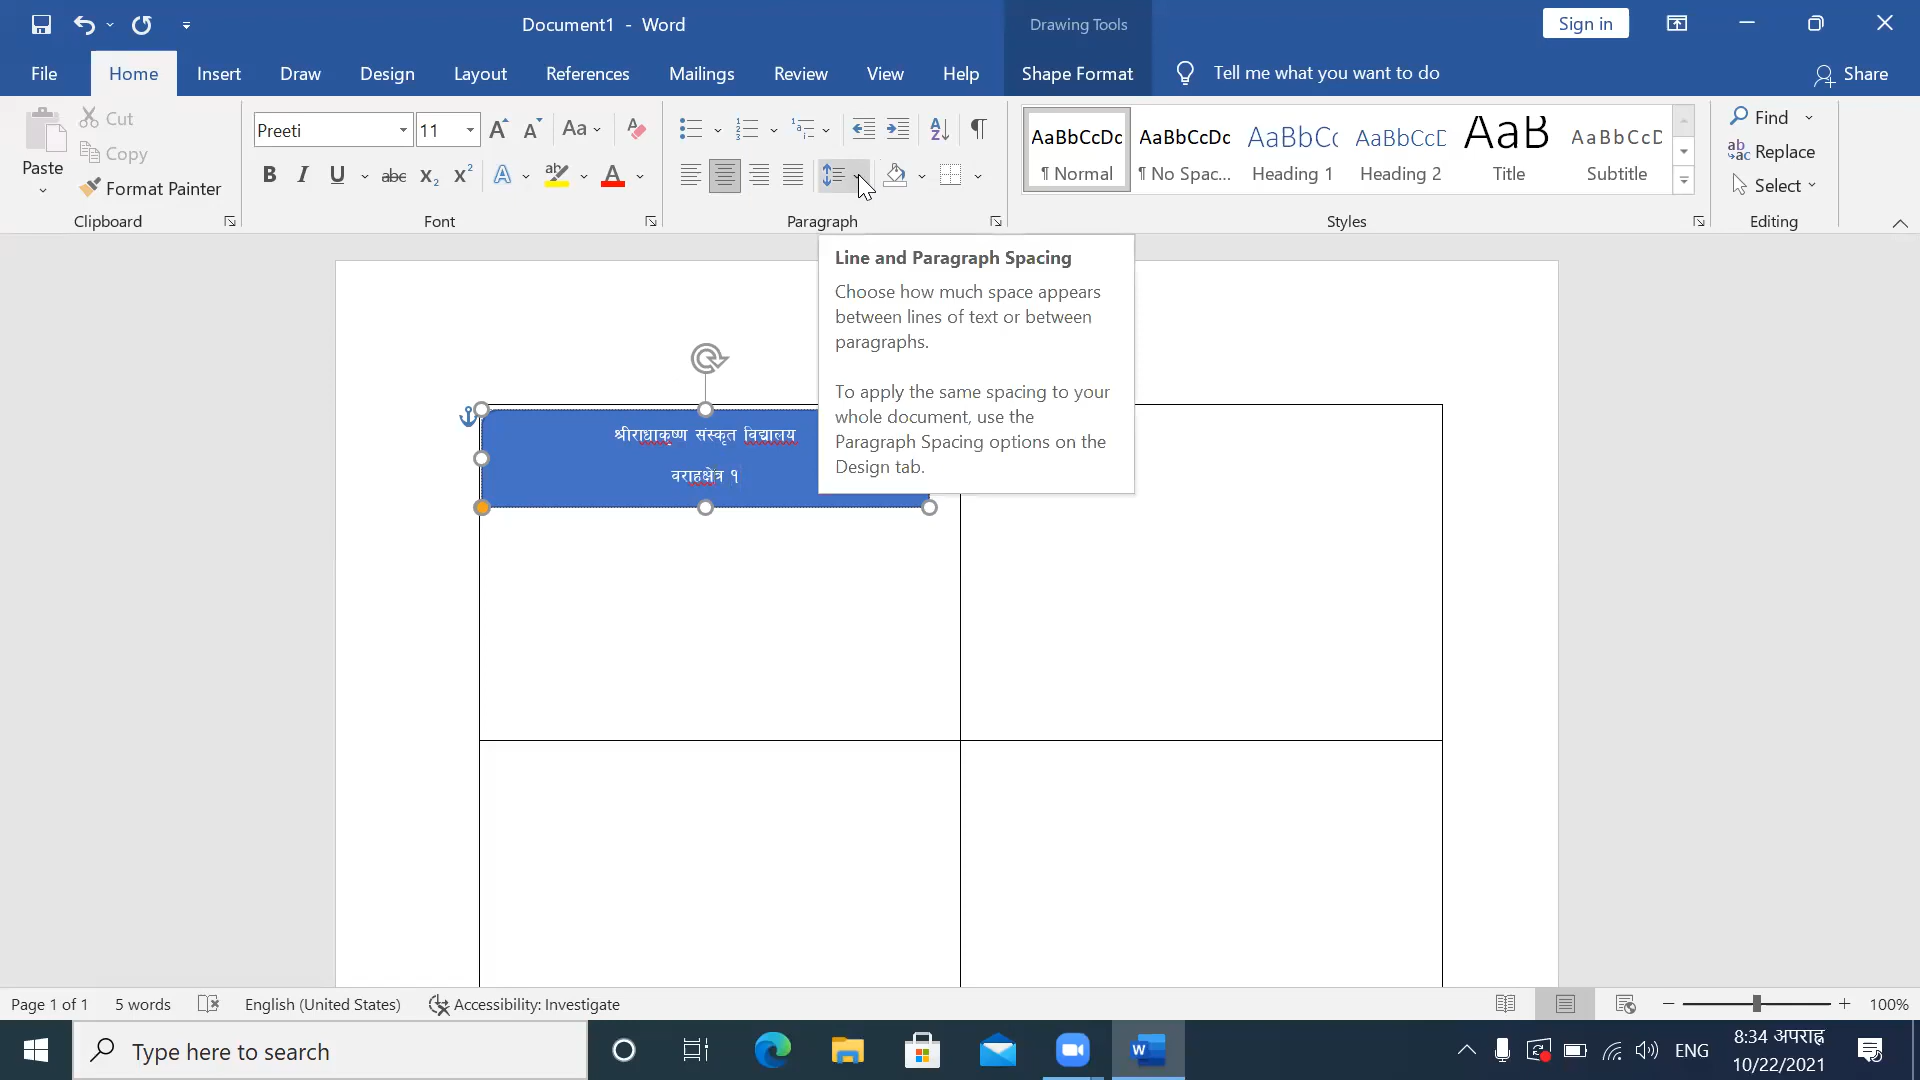 Document1 - Word
Drawing Tools
Sign in
File
Home
Insert
Draw
Design
Layout
References
Mailings
Review
View
Help
Shape Format
Tell me what you want to do
Share
Paste
Cut
Copy
Format Painter
Clipboard
Preeti
11
Font
Paragraph
AaBbCcDc
¶ Normal
AaBbCcDc
¶ No Spac...
AaBbCc
Heading 1
AaBbCcD
Heading 2
AaB
Title
AaBbCcD
Subtitle
Styles
Find
Replace
Select
Editing
Line and Paragraph Spacing
Choose how much space appears
between lines of text or between
paragraphs.
To apply the same spacing to your
whole document, use the
Paragraph Spacing options on the
Design tab.
श्रीराधाकृष्ण संस्कृत विद्यालय
वराहक्षेत्र १
Page 1 of 1
5 words
English (United States)
Accessibility: Investigate
100%
Type here to search
ENG
8:34 अपराह्न
10/22/2021